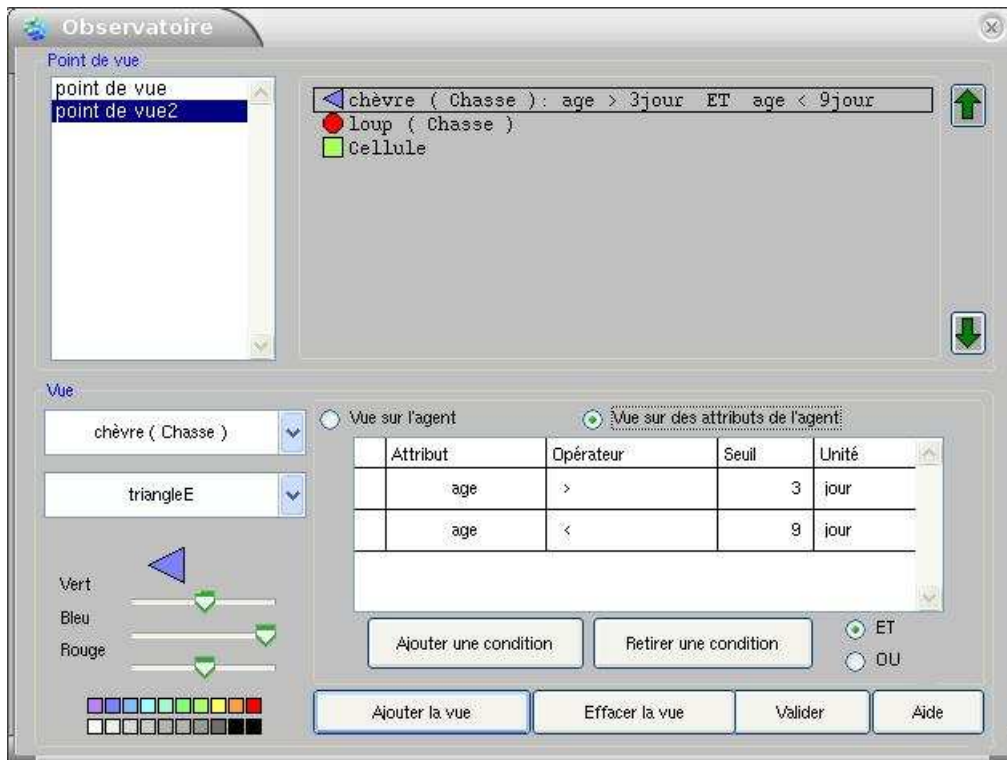 Observatoire
Point de vue
point de vue
point de vue2
chèvre ( Chasse ): age > 3jour ET age < 9jour
loup ( Chasse )
Cellule
Vue
chèvre ( Chasse )
triangleE
Vert
Bleu
Rouge
Vue sur l'agent
Vue sur des attributs de l'agent
Attribut Opérateur Seuil Unité
age > 3 jour
age < 9 jour
Ajouter une condition
Retirer une condition
ET
OU
Ajouter la vue
Effacer la vue
Valider
Aide